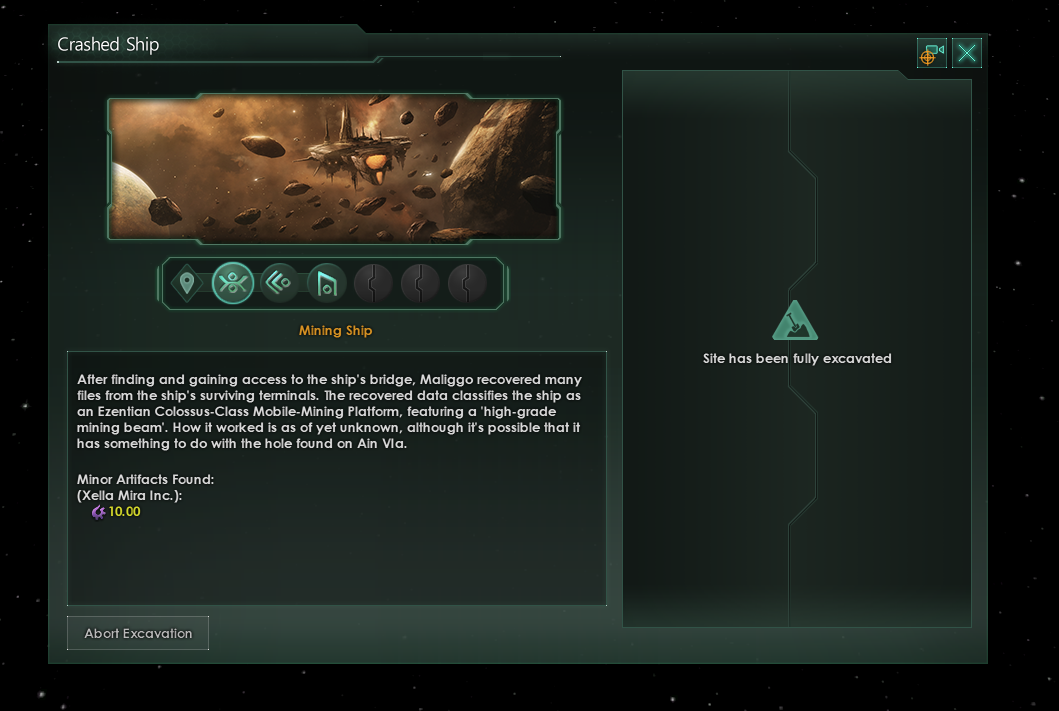 Crashed Ship
Mining Ship
After finding and gaining access to the ship's bridge, Maliggo recovered many
files from the ship's surviving terminals. The recovered data classifies the ship as
an Ezentian Colossus-Class Mobile-Mining Platform, featuring a 'high-grade
mining beam'. How it worked is as of yet unknown, although it's possible that it
has something to do with the hole found on Ain VIa.
Minor Artifacts Found:
(Xella Mira Inc.):
10.00
Abort Excavation
Site has been fully excavated